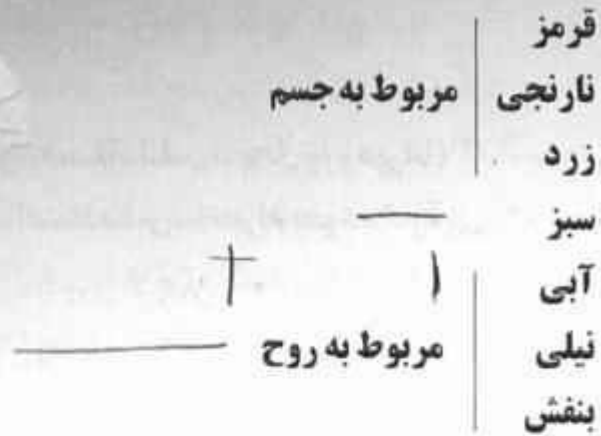 قرمز
نارنجی مربوط به جسم
زرد
سبز
آبی
نیلی مربوط به روح
بنفش